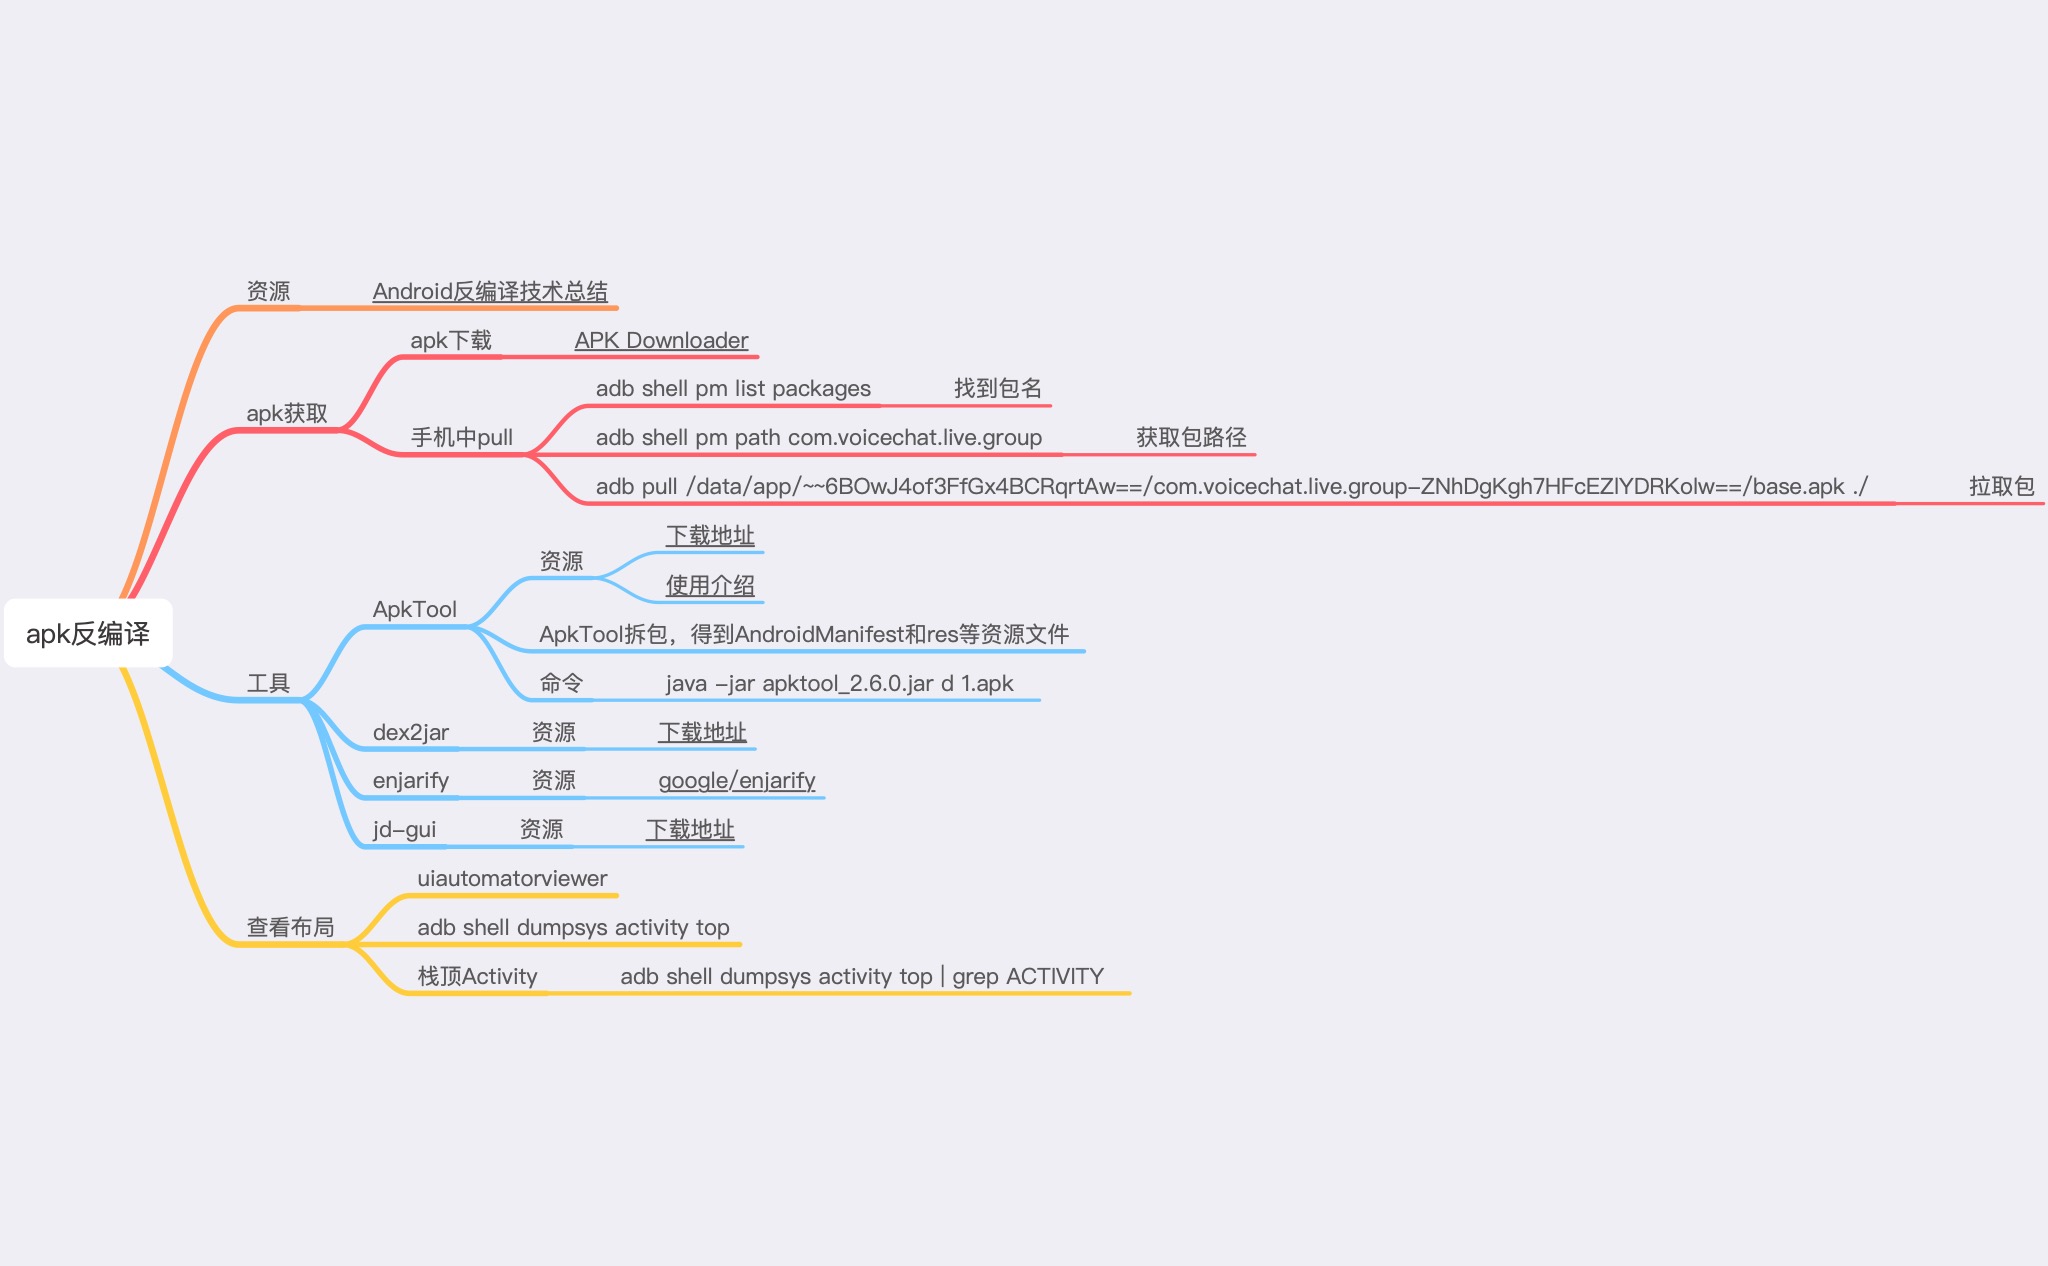 资源 Android反编译技术总结
apk下载 APK Downloader
adb shell pm list packages 找到包名
apk获取
手机中pull
adb shell pm path com.voicechat.live.group 获取包路径
adb pull /data/app/~~6BOwJ4of3FfGx4BCRqrtAw==/com.voicechat.live.group-ZNhDgKgh7HFcEZlYDRKolw==/base.apk ./ 拉取包
下载地址
资源
使用介绍
ApkTool
apk反编译
ApkTool拆包，得到AndroidManifest和res等资源文件
工具
命令 java -jar apktool_2.6.0.jar d 1.apk
dex2jar 资源 下载地址
enjarify 资源 google/enjarify
jd-gui 资源 下载地址
uiautomatorviewer
查看布局
adb shell dumpsys activity top
栈顶Activity adb shell dumpsys activity top | grep ACTIVITY